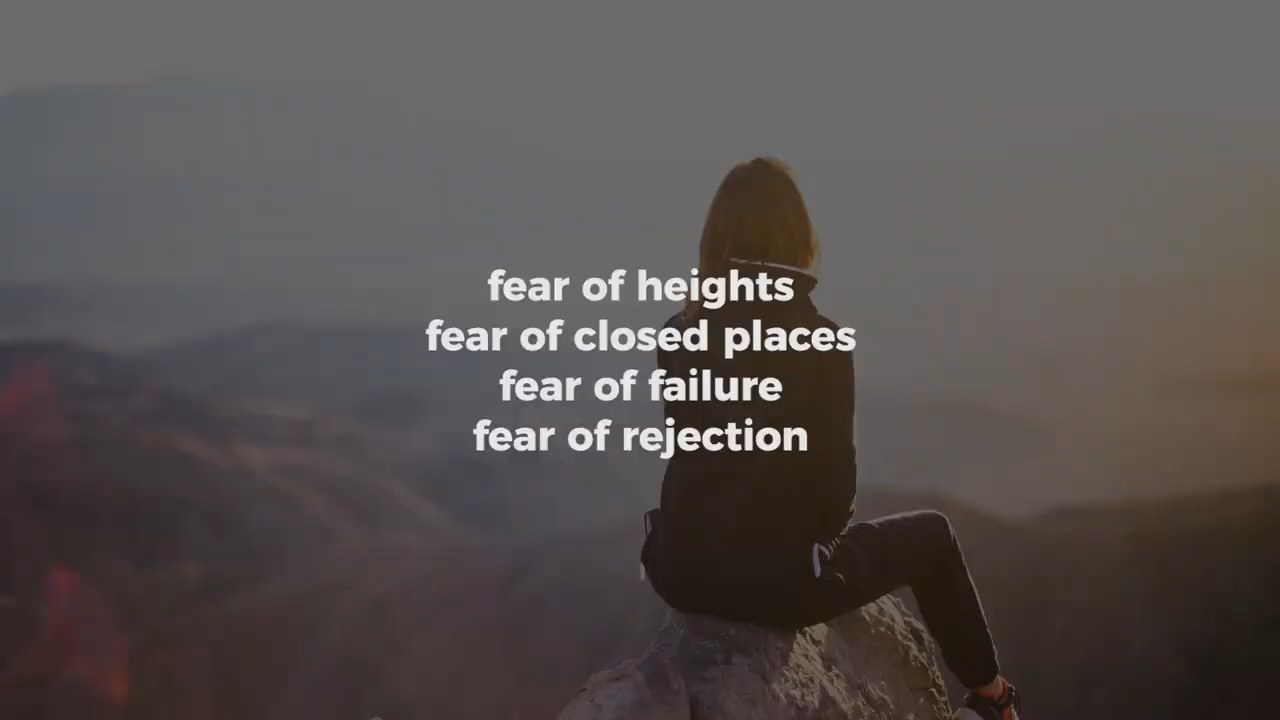 fear of heights
fear of closed places
fear of failure
fear of rejection